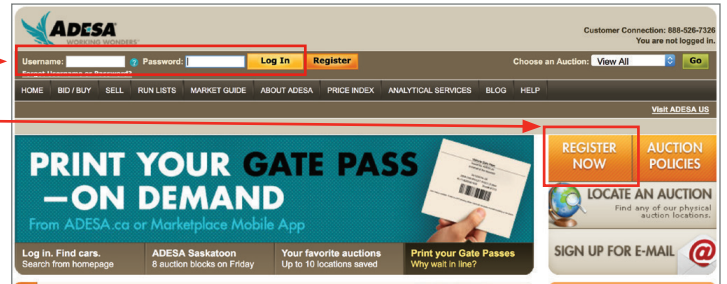 ADESA
WORKING WONDERS
Customer Connection: 888-526-7326
You are not logged in.
Username:
? Password:
Log In
Register
Choose an Auction: View All
Go
Forgot Username or Password?
HOME BID / BUY SELL RUN LISTS MARKET GUIDE ABOUT ADESA PRICE INDEX ANALYTICAL SERVICES BLOG HELP
Visit ADESA US
PRINT YOUR GATE PASS
—ON DEMAND
From ADESA.ca or Marketplace Mobile App
REGISTER
NOW
AUCTION
POLICIES
LOCATE AN AUCTION
Find any of our physical
auction locations.
SIGN UP FOR E-MAIL @
Log in. Find cars.
Search from homepage
ADESA Saskatoon
8 auction blocks on Friday
Your favorite auctions
Up to 10 locations saved
Print your Gate Passes
Why wait in line?